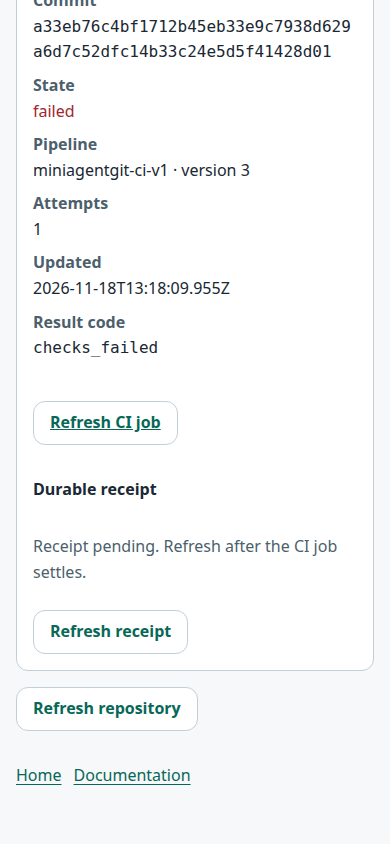 Commit
a33eb76c4bf1712b45eb33e9c7938d629
a6d7c52dfc14b33c24e5d5f41428d01
State
failed
Pipeline
miniagentgit-ci-v1 · version 3
Attempts
1
Updated
2026-11-18T13:18:09.955Z
Result code
checks_failed
Refresh CI job
Durable receipt
Receipt pending. Refresh after the CI job
settles.
Refresh receipt
Refresh repository
Home Documentation